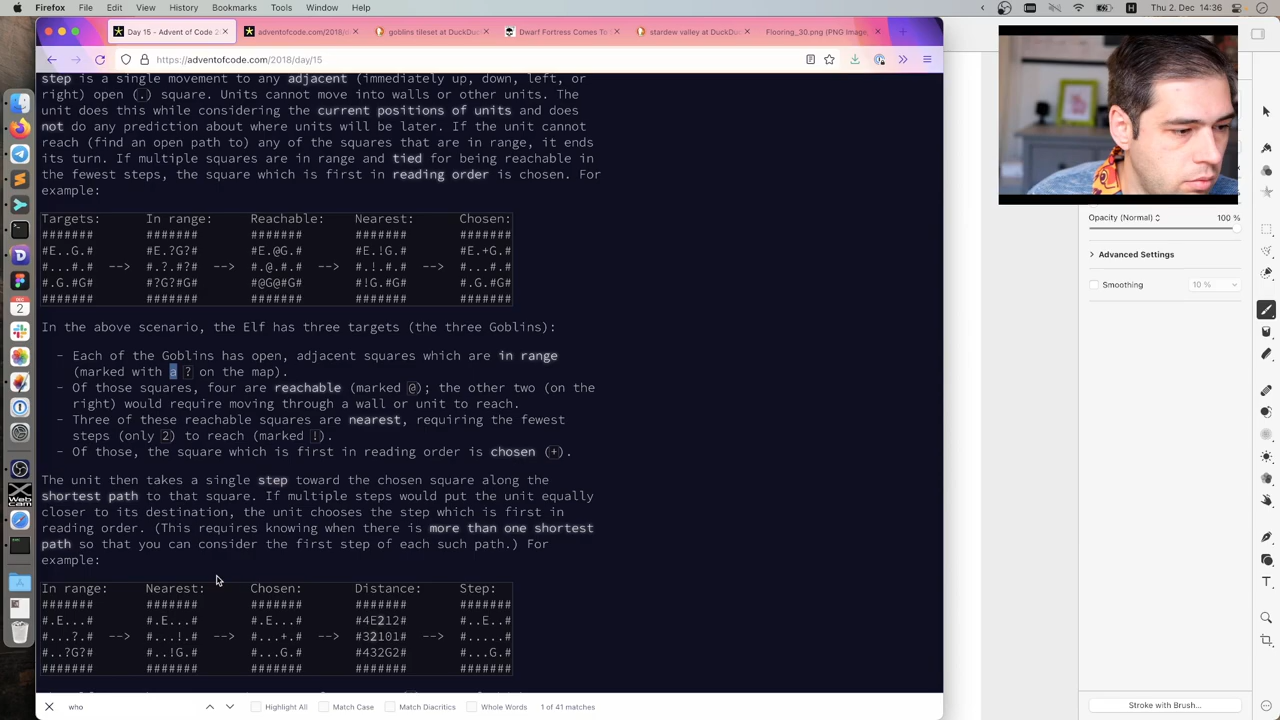 Firefox File Edit View History Bookmarks Tools Window Help
Day 15 - Advent of Code 2
adventofcode.com/2018/d
goblins tileset at DuckDuc
Dwarf Fortress Comes To
stardew valley at DuckDu
Flooring_30.png (PNG Image,
https://adventofcode.com/2018/day/15
step is a single movement to any adjacent (immediately up, down, left, or
right) open (.) square. Units cannot move into walls or other units. The
unit does this while considering the current positions of units and does
not do any prediction about where units will be later. If the unit cannot
reach (find an open path to) any of the squares that are in range, it ends
its turn. If multiple squares are in range and tied for being reachable in
the fewest steps, the square which is first in reading order is chosen. For
example:
Targets: In range: Reachable: Nearest: Chosen:
####### ####### ####### ####### #######
#E..G.# #E.?G?# #E.@G.# #E.!G.# #E.+G.#
#...#.# --> #.?.#?# --> #.@.#.# --> #.!.#.# --> #...#.#
#.G.#G# #?G?#G# #@G@#G# #!G.#G# #.G.#G#
####### ####### ####### ####### #######
In the above scenario, the Elf has three targets (the three Goblins):
- Each of the Goblins has open, adjacent squares which are in range
(marked with a ? on the map).
- Of those squares, four are reachable (marked @); the other two (on the
right) would require moving through a wall or unit to reach.
- Three of these reachable squares are nearest, requiring the fewest
steps (only 2) to reach (marked !).
- Of those, the square which is first in reading order is chosen (+).
The unit then takes a single step toward the chosen square along the
shortest path to that square. If multiple steps would put the unit equally
closer to its destination, the unit chooses the step which is first in
reading order. (This requires knowing when there is more than one shortest
path so that you can consider the first step of each such path.) For
example:
In range: Nearest: Chosen: Distance: Step:
####### ####### ####### ####### #######
#.E...# #.E...# #.E...# #4E212# #..E..#
#...?.# --> #...!.# --> #...+.# --> #32101# --> #.....#
#..?G?# #..!G.# #...G.# #432G2# #...G.#
####### ####### ####### ####### #######
who
Highlight All Match Case Match Diacritics Whole Words 1 of 41 matches
Opacity (Normal) 100 %
Advanced Settings
Smoothing 10 %
Stroke with Brush...
DEC
2
Web
cam